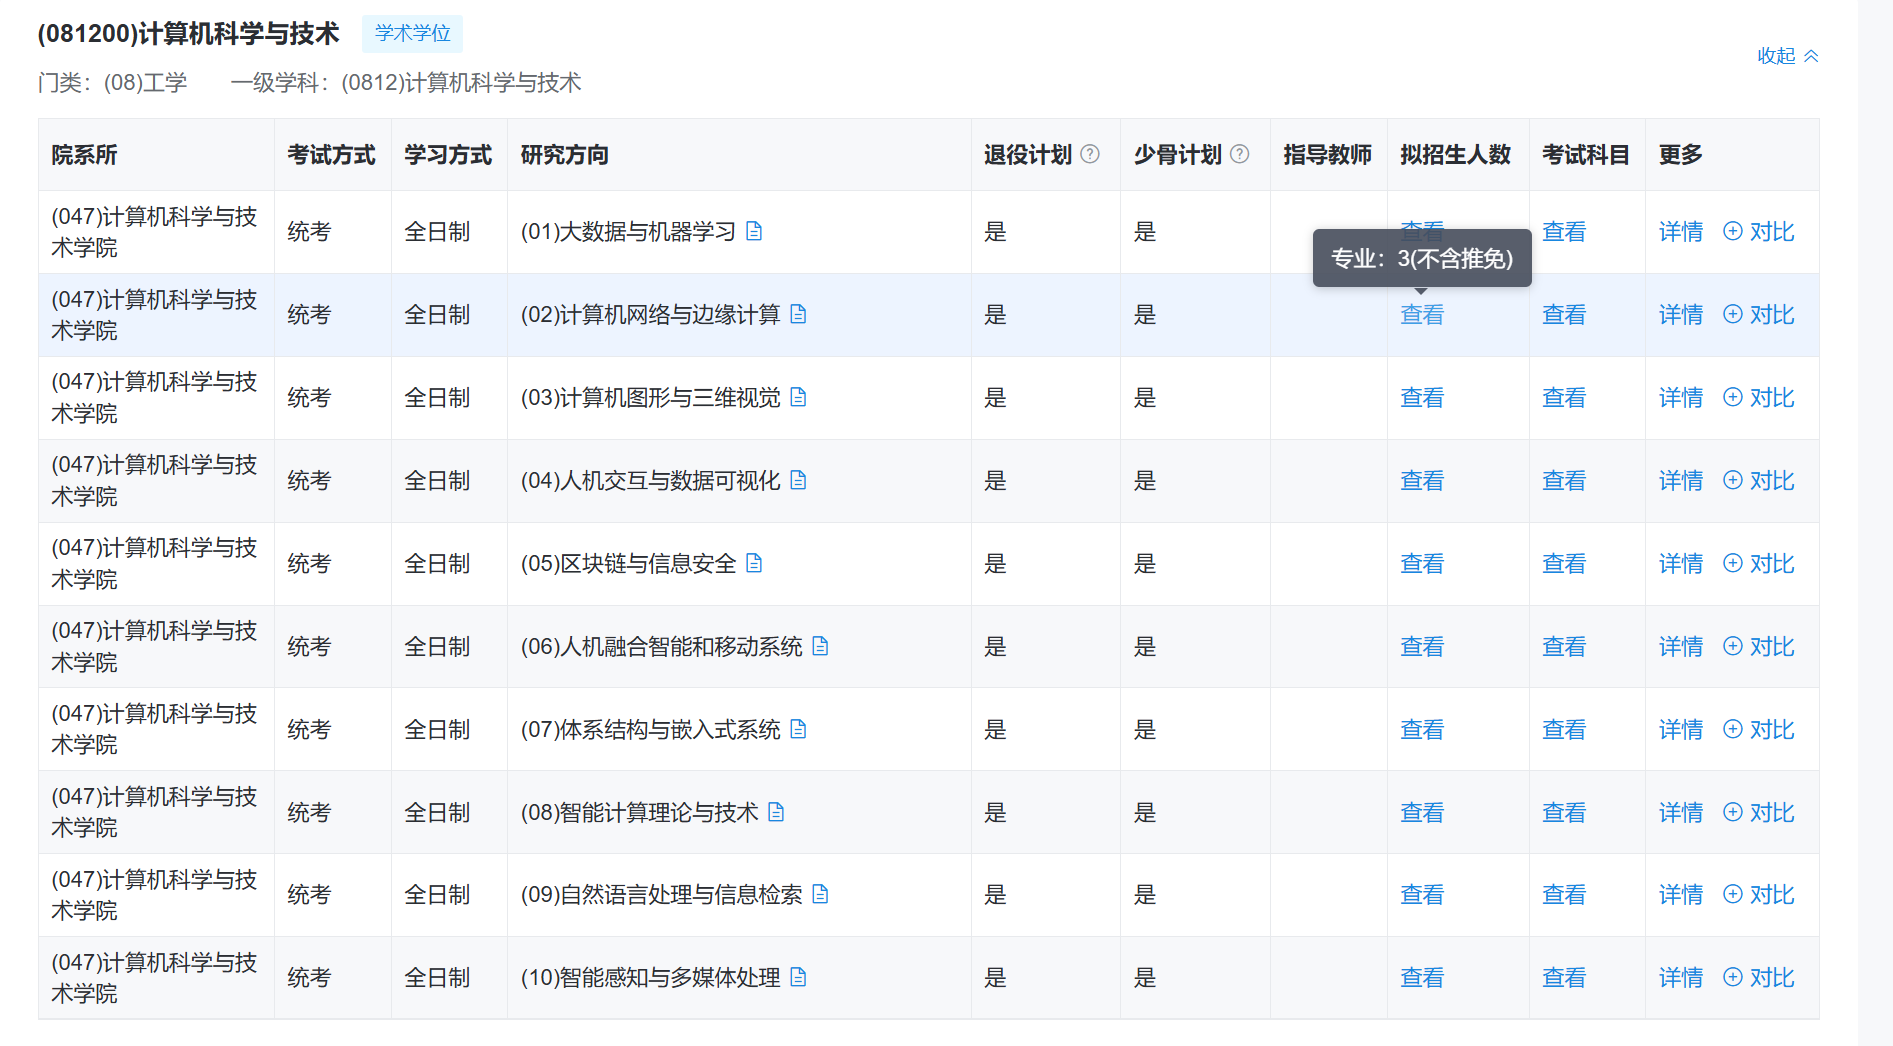 (081200)计算机科学与技术 学术学位
收起
门类：(08)工学 一级学科：(0812)计算机科学与技术
院系所 考试方式 学习方式 研究方向 退役计划 少骨计划 指导教师 拟招生人数 考试科目 更多
(047)计算机科学与技术学院 统考 全日制 (01)大数据与机器学习 是 是 查看 查看 详情 对比
专业：3(不含推免)
(047)计算机科学与技术学院 统考 全日制 (02)计算机网络与边缘计算 是 是 查看 查看 详情 对比
(047)计算机科学与技术学院 统考 全日制 (03)计算机图形与三维视觉 是 是 查看 查看 详情 对比
(047)计算机科学与技术学院 统考 全日制 (04)人机交互与数据可视化 是 是 查看 查看 详情 对比
(047)计算机科学与技术学院 统考 全日制 (05)区块链与信息安全 是 是 查看 查看 详情 对比
(047)计算机科学与技术学院 统考 全日制 (06)人机融合智能和移动系统 是 是 查看 查看 详情 对比
(047)计算机科学与技术学院 统考 全日制 (07)体系结构与嵌入式系统 是 是 查看 查看 详情 对比
(047)计算机科学与技术学院 统考 全日制 (08)智能计算理论与技术 是 是 查看 查看 详情 对比
(047)计算机科学与技术学院 统考 全日制 (09)自然语言处理与信息检索 是 是 查看 查看 详情 对比
(047)计算机科学与技术学院 统考 全日制 (10)智能感知与多媒体处理 是 是 查看 查看 详情 对比